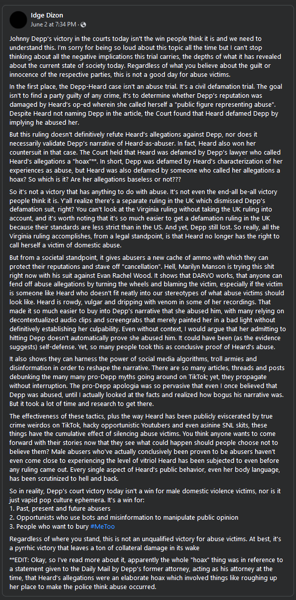 Idge Dizon
June 2 at 7:34 PM ·
Johnny Depp's victory in the courts today isn't the win people think it is and we need to
understand this. I'm sorry for being so loud about this topic all the time but I can't stop
thinking about all the negative implications this trial carries, the depths of what it has revealed
about the current state of society today. Regardless of what you believe about the guilt or
innocence of the respective parties, this is not a good day for abuse victims.
In the first place, the Depp-Heard case isn't an abuse trial. It's a civil defamation trial. The goal
isn't to find a party guilty of any crime, it's to determine whether Depp's reputation was
damaged by Heard's op-ed wherein she called herself a "public figure representing abuse".
Despite Heard not naming Depp in the article, the Court found that Heard defamed Depp by
implying he abused her.
But this ruling doesn't definitively refute Heard's allegations against Depp, nor does it
necessarily validate Depp's narrative of Heard-as-abuser. In fact, Heard also won her
countersuit in that case. The Court held that Heard was defamed by Depp's lawyer who called
Heard's allegations a "hoax"**. In short, Depp was defamed by Heard's characterization of her
experiences as abuse, but Heard was also defamed by someone who called her allegations a
hoax? So which is it? Are her allegations baseless or not???
So it's not a victory that has anything to do with abuse. It's not even the end-all be-all victory
people think it is. Y'all realize there's a separate ruling in the UK which dismissed Depp's
defamation suit, right? You can't look at the Virginia ruling without taking the UK ruling into
account, and it's worth noting that it's so much easier to get a defamation ruling in the UK
because their standards are less strict than in the US. And yet, Depp still lost. So really, all the
Virginia ruling accomplishes, from a legal standpoint, is that Heard no longer has the right to
call herself a victim of domestic abuse.
But from a societal standpoint, it gives abusers a new cache of ammo with which they can
protect their reputations and stave off "cancellation". Hell, Marilyn Manson is trying this shit
right now with his suit against Evan Rachel Wood. It shows that DARVO works, that anyone can
fend off abuse allegations by turning the wheels and blaming the victim, especially if the victim
is someone like Heard who doesn't fit neatly into our stereotypes of what abuse victims should
look like. Heard is rowdy, vulgar and dripping with venom in some of her recordings. That
made it so much easier to buy into Depp's narrative that she abused him, with many relying on
decontextualized audio clips and screengrabs that merely painted her in a bad light without
definitively establishing her culpability. Even without context, I would argue that her admitting to
hitting Depp doesn't automatically prove she abused him. It could have been (as the evidence
suggests) self-defense. Yet, so many people took this as conclusive proof of Heard's abuse.
It also shows they can harness the power of social media algorithms, troll armies and
disinformation in order to reshape the narrative. There are so many articles, threads and posts
debunking the many many pro-Depp myths going around on TikTok; yet, they propagate
without interruption. The pro-Depp apologia was so pervasive that even I once believed that
Depp was abused, until I actually looked at the facts and realized how bogus his narrative was.
But it took a lot of time and research to get there.
The effectiveness of these tactics, plus the way Heard has been publicly eviscerated by true
crime weirdos on TikTok, hacky opportunistic Youtubers and even asinine SNL skits, these
things have the cumulative effect of silencing abuse victims. You think anyone wants to come
forward with their stories now that they see what could happen should people choose not to
believe them? Male abusers who've actually conclusively been proven to be abusers haven't
even come close to experiencing the level of vitriol Heard has been subjected to even before
any ruling came out. Every single aspect of Heard's public behavior, even her body language,
has been scrutinized to hell and back.
So in reality, Depp's court victory today isn't a win for male domestic violence victims, nor is it
just vapid pop culture ephemera. It's a win for:
1. Past, present and future abusers
2. Opportunists who use bots and misinformation to manipulate public opinion
3. People who want to bury #MeToo
Regardless of where you stand, this is not an unqualified victory for abuse victims. At best, it's
a pyrrhic victory that leaves a ton of collateral damage in its wake
**EDIT: Okay, so I've read more about it, apparently the whole "hoax" thing was in reference to
a statement given to the Daily Mail by Depp's former attorney, acting as his attorney at the
time, that Heard's allegations were an elaborate hoax which involved things like roughing up
her place to make the police think abuse occurred.